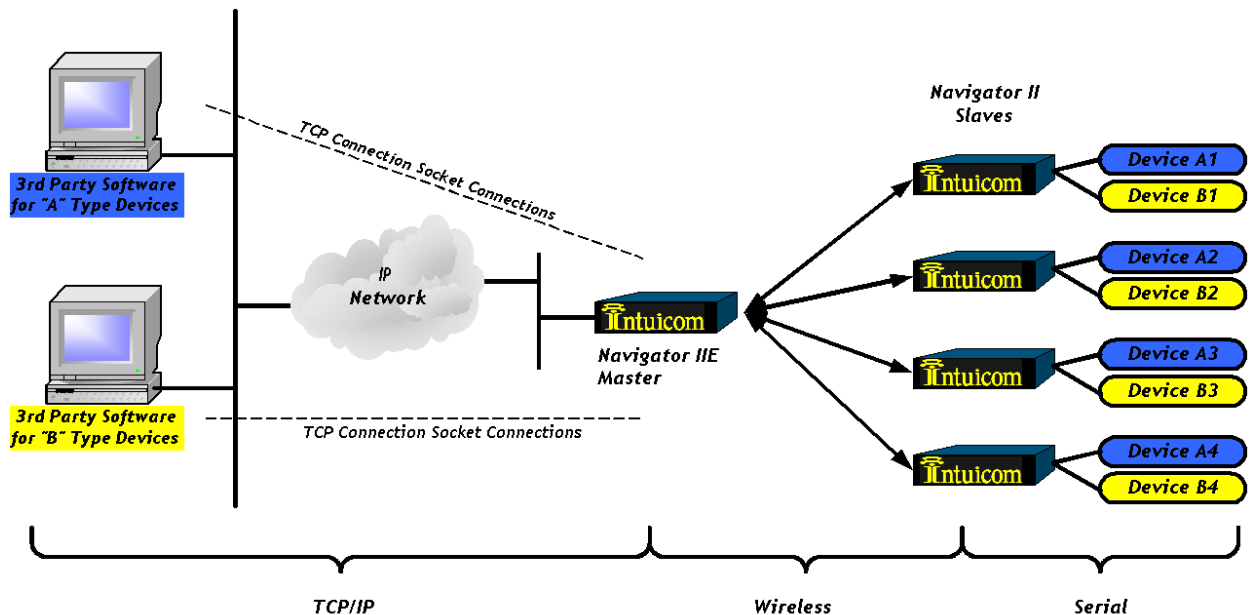 3rd Party Software
for "A" Type Devices
TCP Connection Socket Connections
IP
Network
3rd Party Software
for "B" Type Devices
TCP Connection Socket Connections
Intuicom
Navigator IIE
Master
Navigator II
Slaves
Intuicom
Device A1
Device B1
Intuicom
Device A2
Device B2
Intuicom
Device A3
Device B3
Intuicom
Device A4
Device B4
TCP/IP
Wireless
Serial